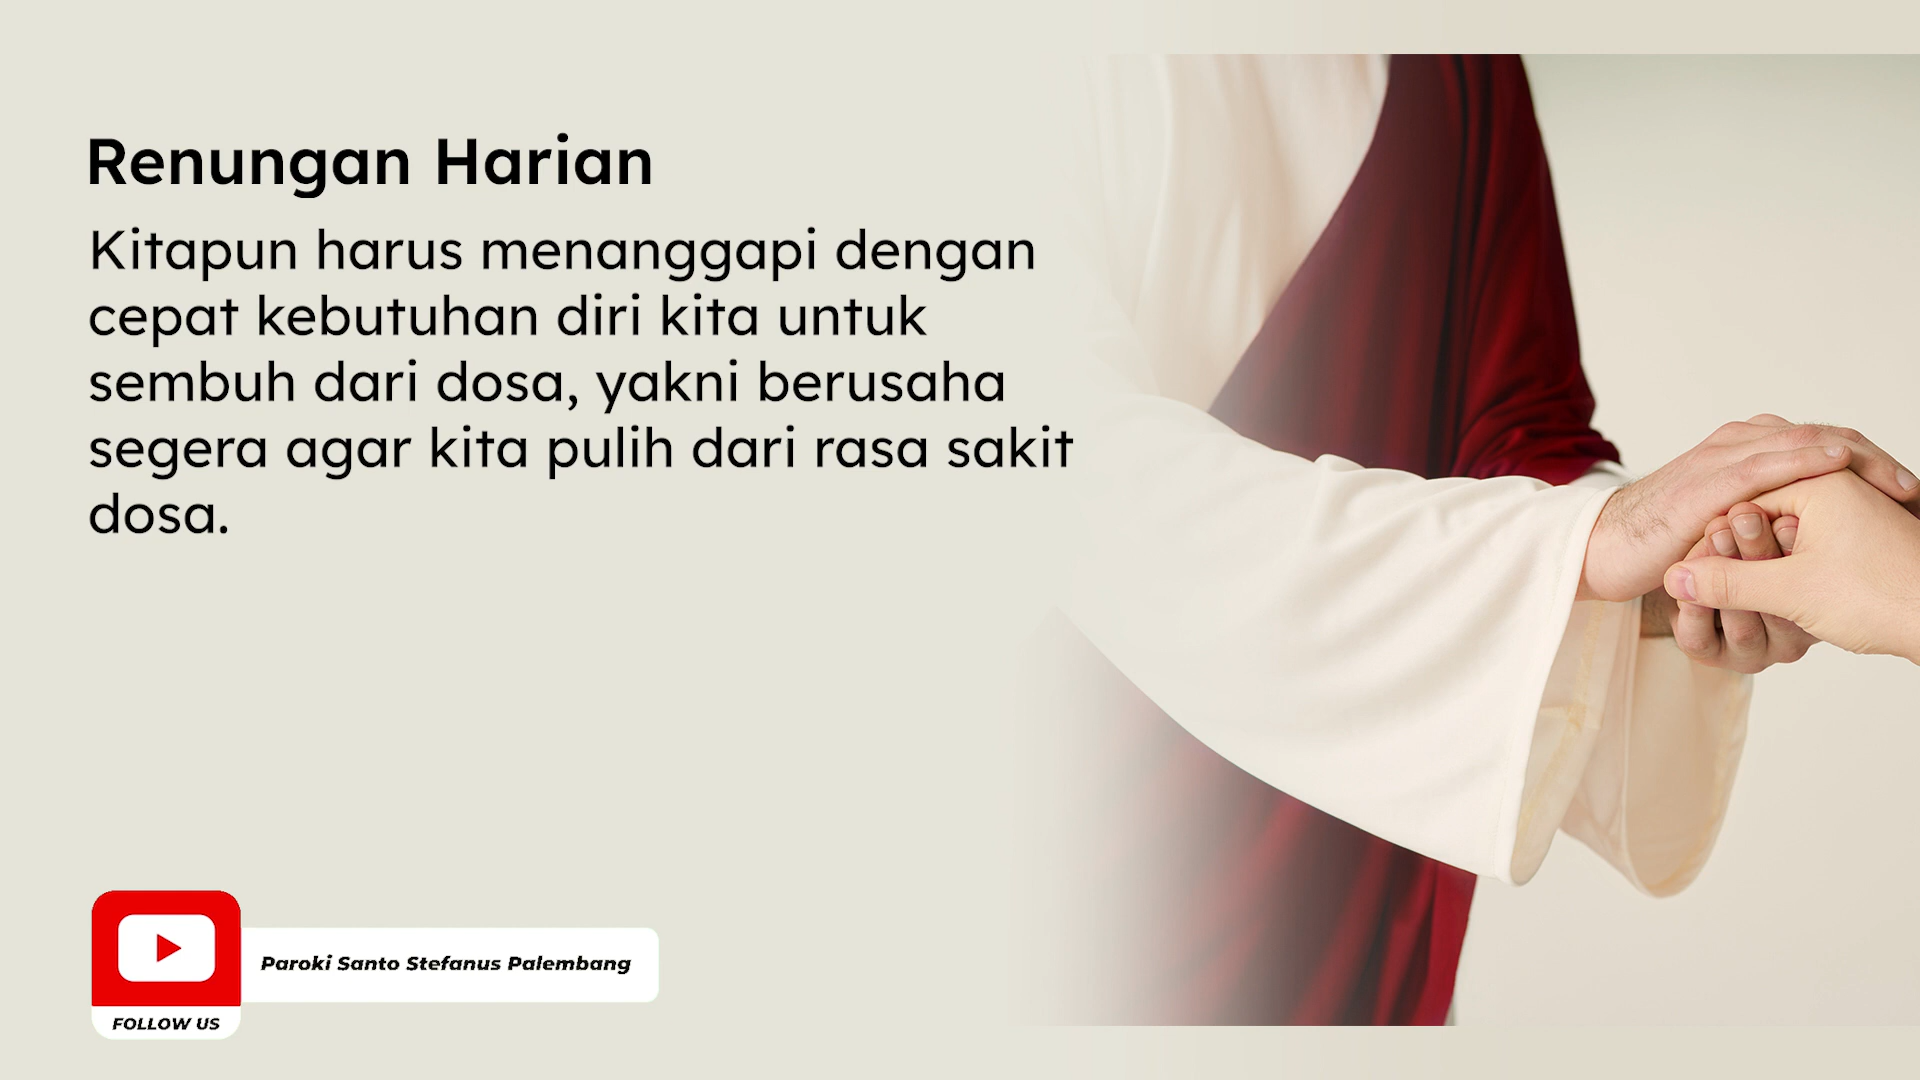 Renungan Harian
Kitapun harus menanggapi dengan
cepat kebutuhan diri kita untuk
sembuh dari dosa, yakni berusaha
segera agar kita pulih dari rasa sakit
dosa.
Paroki Santo Stefanus Palembang
FOLLOW US